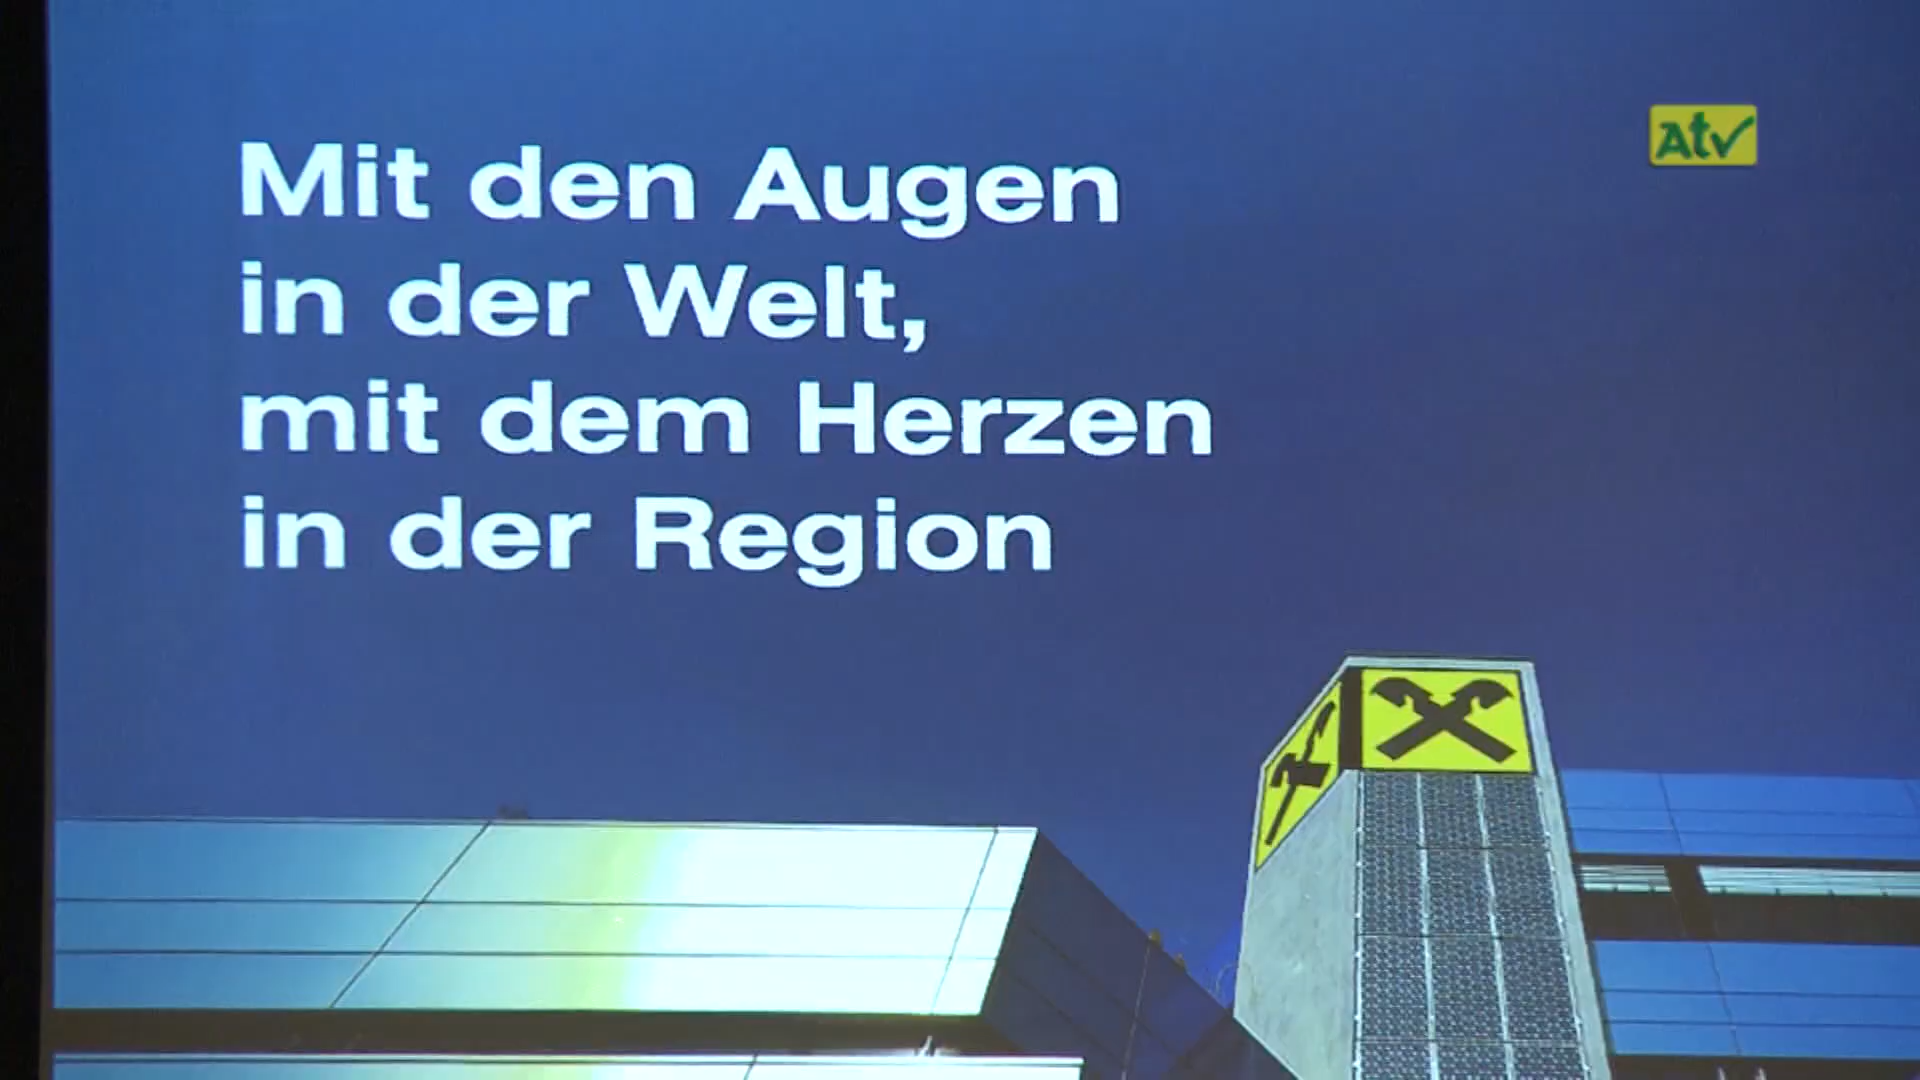 Mit den Augen
in der Welt,
mit dem Herzen
in der Region
Atv